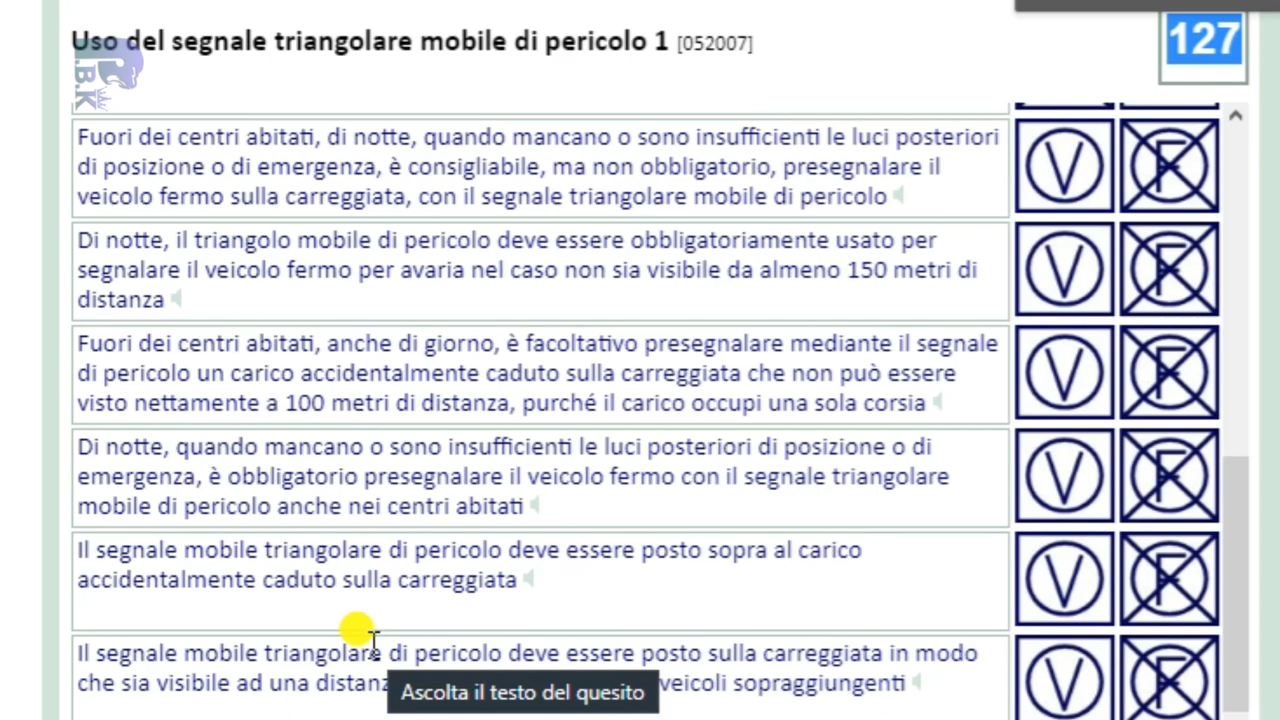 Uso del segnale triangolare mobile di pericolo 1 [052007]
127
B.K
Fuori dei centri abitati, di notte, quando mancano o sono insufficienti le luci posteriori
di posizione o di emergenza, è consigliabile, ma non obbligatorio, presegnalare il
veicolo fermo sulla carreggiata, con il segnale triangolare mobile di pericolo
V F
Di notte, il triangolo mobile di pericolo deve essere obbligatoriamente usato per
segnalare il veicolo fermo per avaria nel caso non sia visibile da almeno 150 metri di
distanza
V F
Fuori dei centri abitati, anche di giorno, è facoltativo presegnalare mediante il segnale
di pericolo un carico accidentalmente caduto sulla carreggiata che non può essere
visto nettamente a 100 metri di distanza, purché il carico occupi una sola corsia
V F
Di notte, quando mancano o sono insufficienti le luci posteriori di posizione o di
emergenza, è obbligatorio presegnalare il veicolo fermo con il segnale triangolare
mobile di pericolo anche nei centri abitati
V F
Il segnale mobile triangolare di pericolo deve essere posto sopra al carico
accidentalmente caduto sulla carreggiata
V F
Il segnale mobile triangolare di pericolo deve essere posto sulla carreggiata in modo
che sia visibile ad una veicoli sopraggiungenti
V F
Ascolta il testo del quesito